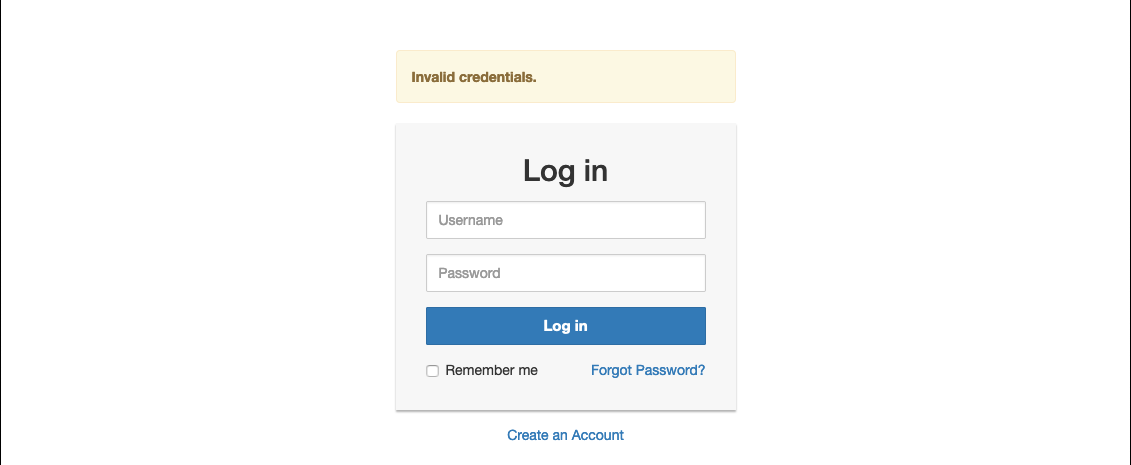 Invalid credentials.
Log in
Username
Password
Log in
Remember me Forgot Password?
Create an Account